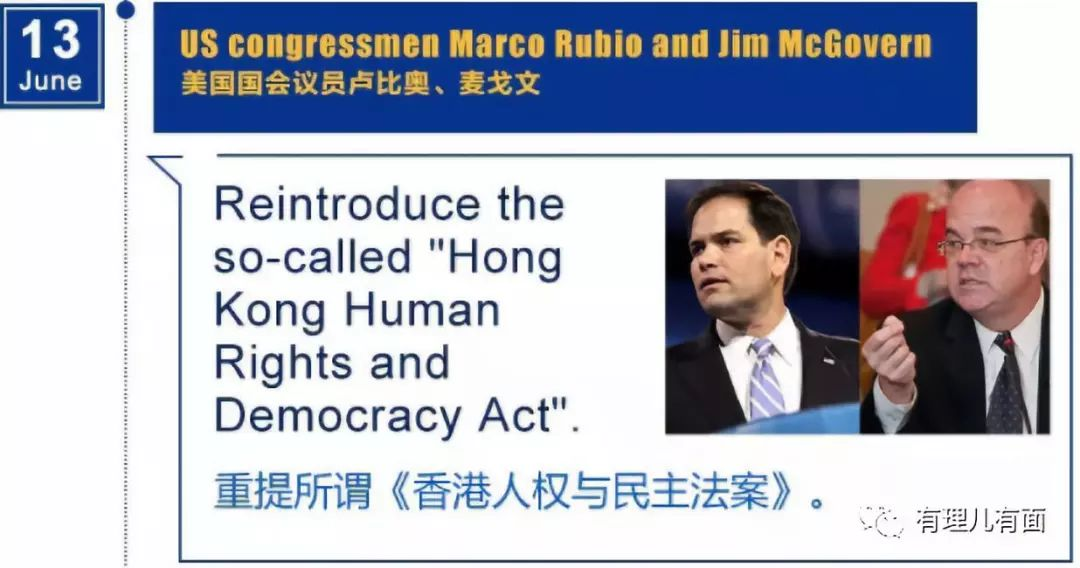 13
June
US congressmen Marco Rubio and Jim McGovern
美国国会议员卢比奥、麦戈文
Reintroduce the
so-called "Hong
Kong Human
Rights and
Democracy Act".
重提所谓《香港人权与民主法案》。
有理儿有面